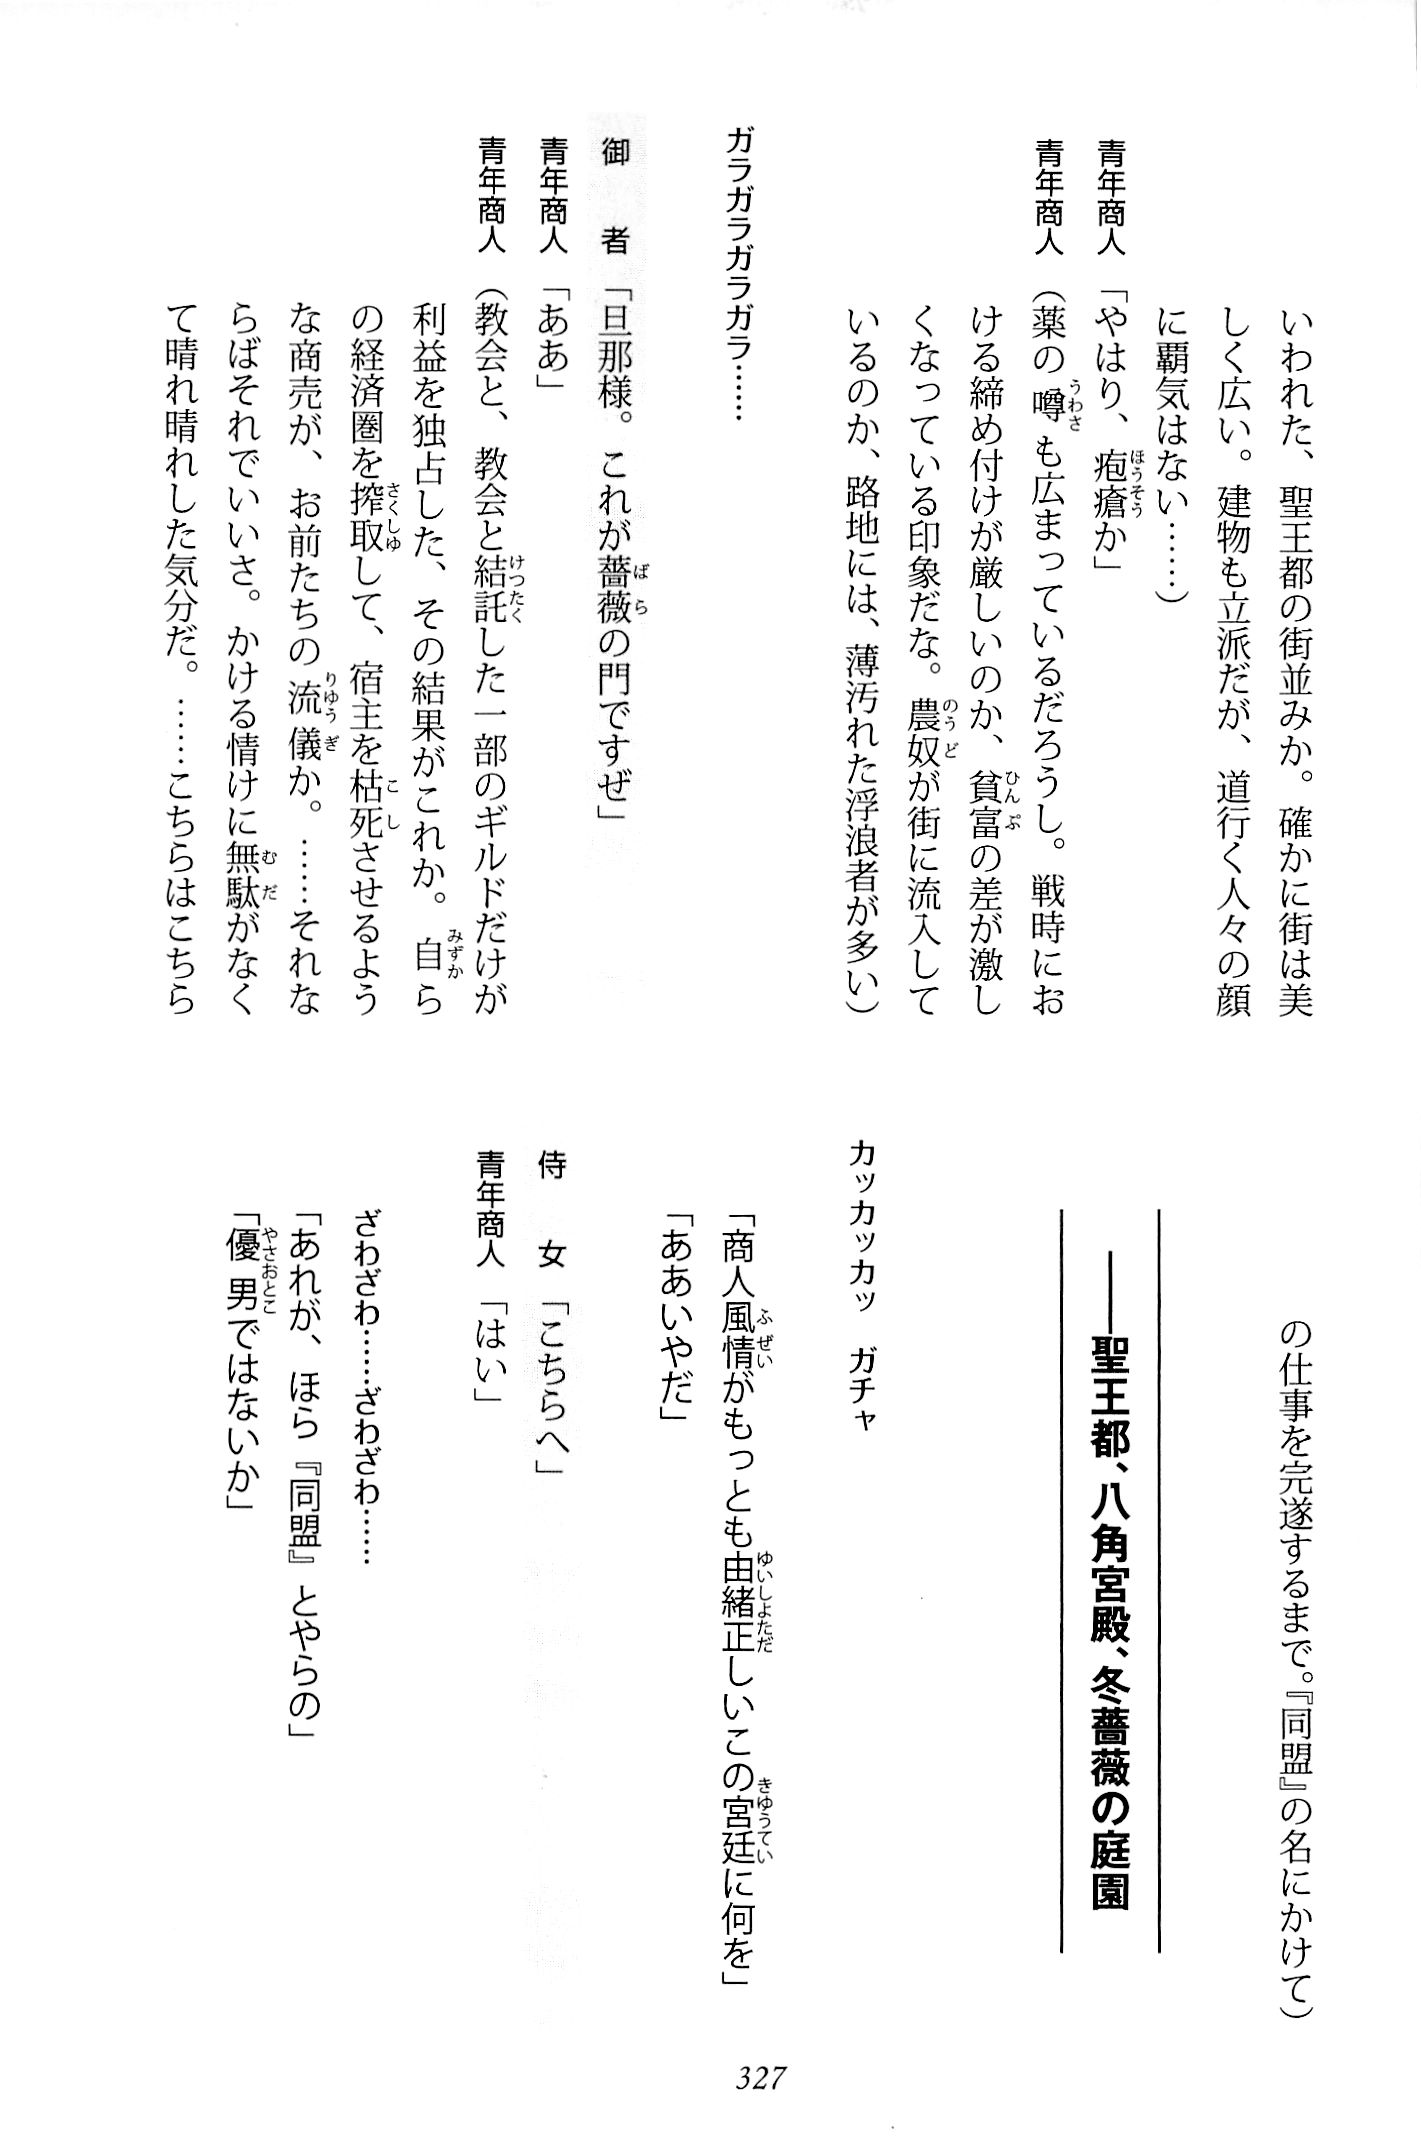 いわれた、聖王都の街並みか。確かに街は美
しく広い。建物も立派だが、道行く人々の顔
に覇気はない……）
青年商人「やはり、疱瘡か」
青年商人（薬の噂も広まっているだろうし。戦時にお
ける締め付けが厳しいのか、貧富の差が激し
くなっている印象だな。農奴が街に流入して
いるのか、路地には、薄汚れた浮浪者が多い）
ガラガラガラガラ……
御　者「旦那様。これが薔薇の門ですぜ」
青年商人「ああ」
青年商人（教会と、教会と結託した一部のギルドだけが
利益を独占した、その結果がこれか。自ら
の経済圏を搾取して、宿主を枯死させるよう
な商売が、お前たちの流儀か。……それな
らばそれでいいさ。かける情けに無駄がなく
て晴れ晴れした気分だ。……こちらはこちら
の仕事を完遂するまで。『同盟』の名にかけて）
――聖王都、八角宮殿、冬薔薇の庭園
カッカッカッ　ガチャ
「商人風情がもっとも由緒正しいこの宮廷に何を」
「ああいやだ」
侍　女「こちらへ」
青年商人「はい」
ざわざわ……ざわざわ……
「あれが、ほら『同盟』とやらの」
「優男ではないか」
327